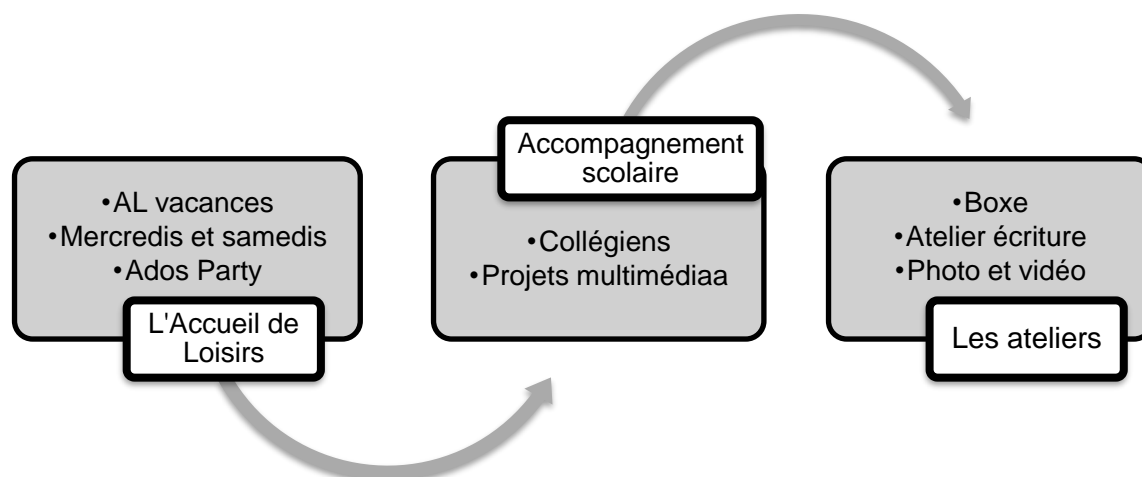 •AL vacances
•Mercredis et samedis
•Ados Party
L'Accueil de
Loisirs
Accompagnement
scolaire
•Collégiens
•Projets multimédiaa
•Boxe
•Atelier écriture
•Photo et vidéo
Les ateliers